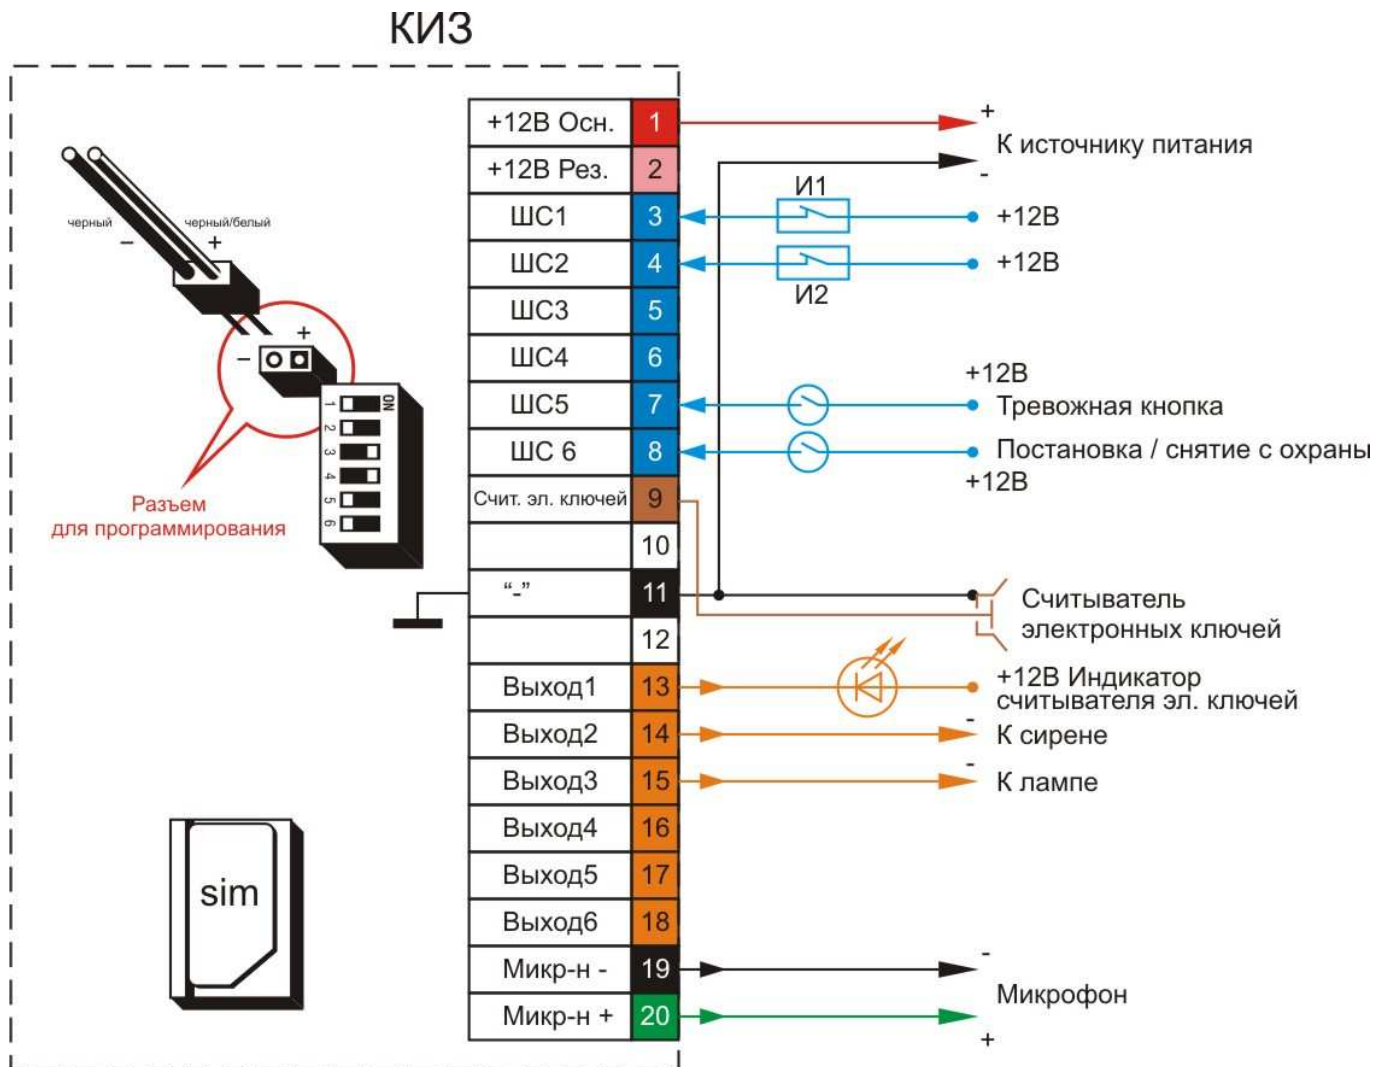 КИЗ
+12В Осн. 1
+
К источнику питания
-
+12В Рез. 2
И1
ШС1 3
+12В
ШС2 4
+12В
И2
ШС3 5
ШС4 6
+12В
ШС5 7
Тревожная кнопка
ШС 6 8
Постановка / снятие с охраны
+12В
Счит. эл. ключей 9
10
“-” 11
Считыватель
электронных ключей
12
Выход1 13
+12В Индикатор
считывателя эл. ключей
Выход2 14
-
К сирене
Выход3 15
-
К лампе
Выход4 16
Выход5 17
Выход6 18
Микр-н - 19
-
Микрофон
Микр-н + 20
+
черный
–
черный/белый
+
+
–
ON
1
2
3
4
5
6
Разъем
для программирования
sim